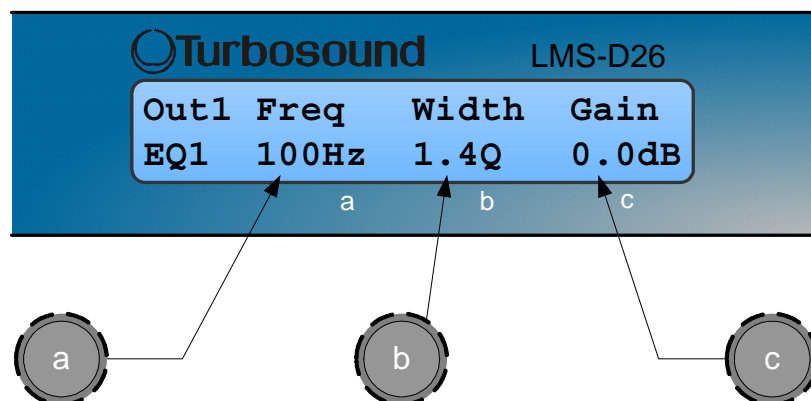 Turbosound LMS-D26
Out1 Freq Width Gain
EQ1 100Hz 1.4Q 0.0dB
a b c
a b c